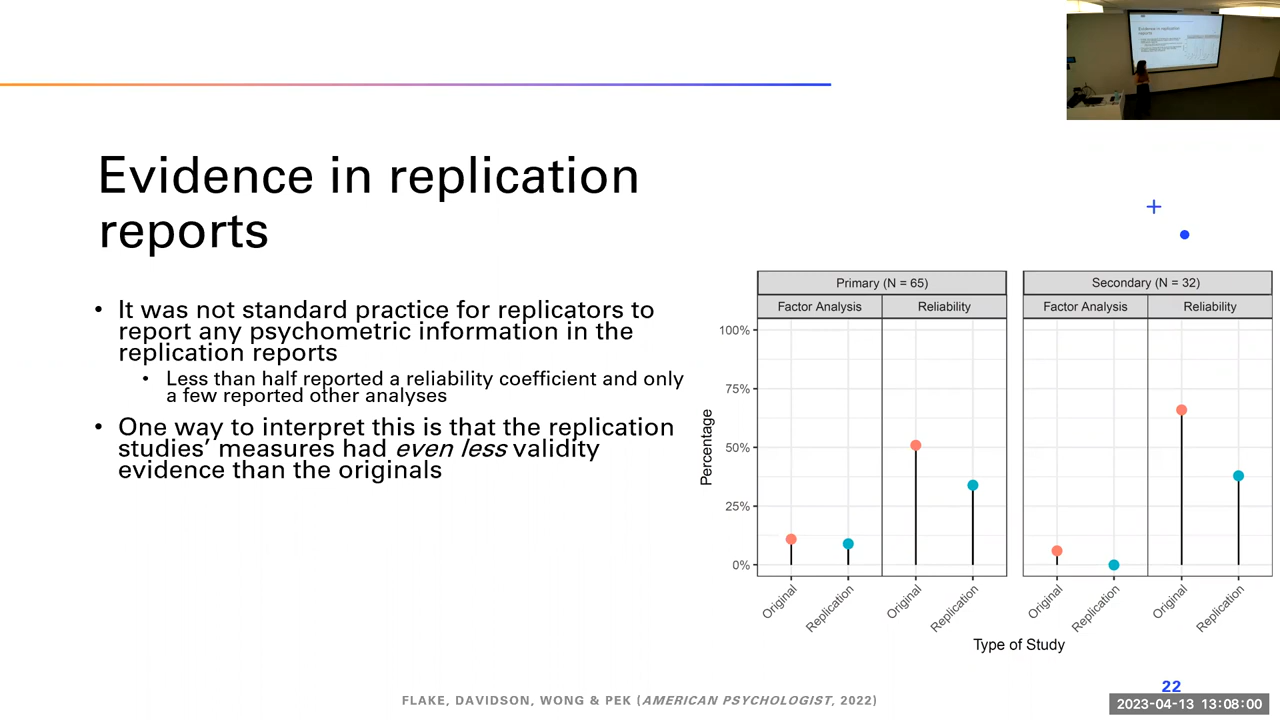 Evidence in replication
reports
• It was not standard practice for replicators to
report any psychometric information in the
replication reports
• Less than half reported a reliability coefficient and only
a few reported other analyses
• One way to interpret this is that the replication
studies' measures had even less validity
evidence than the originals
Primary (N = 65)
Secondary (N = 32)
Factor Analysis
Reliability
Factor Analysis
Reliability
Percentage
100%
75%
50%
25%
0%
Original
Replication
Original
Replication
Original
Replication
Original
Replication
Type of Study
FLAKE, DAVIDSON, WONG & PEK (AMERICAN PSYCHOLOGIST, 2022)
22
2023-04-13 13:08:00
Evidence in replication
reports